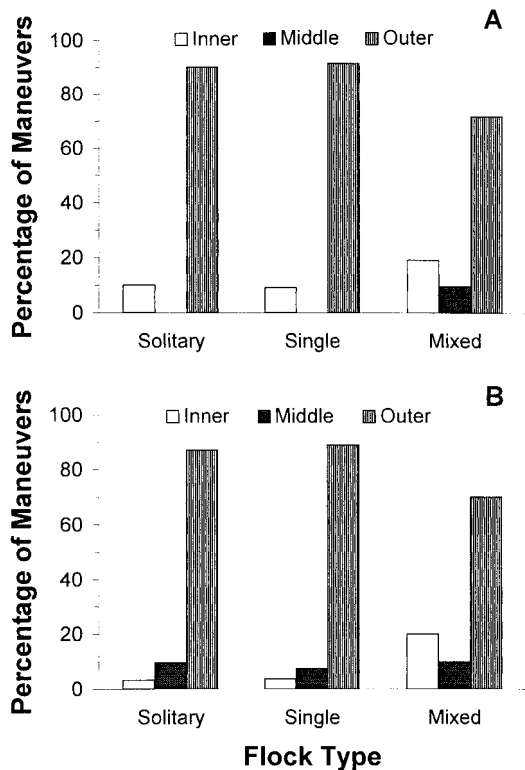 A
Inner Middle Outer
Percentage of Maneuvers
100
80
60
40
20
0
Solitary Single Mixed
B
Inner Middle Outer
Percentage of Maneuvers
100
80
60
40
20
0
Solitary Single Mixed
Flock Type